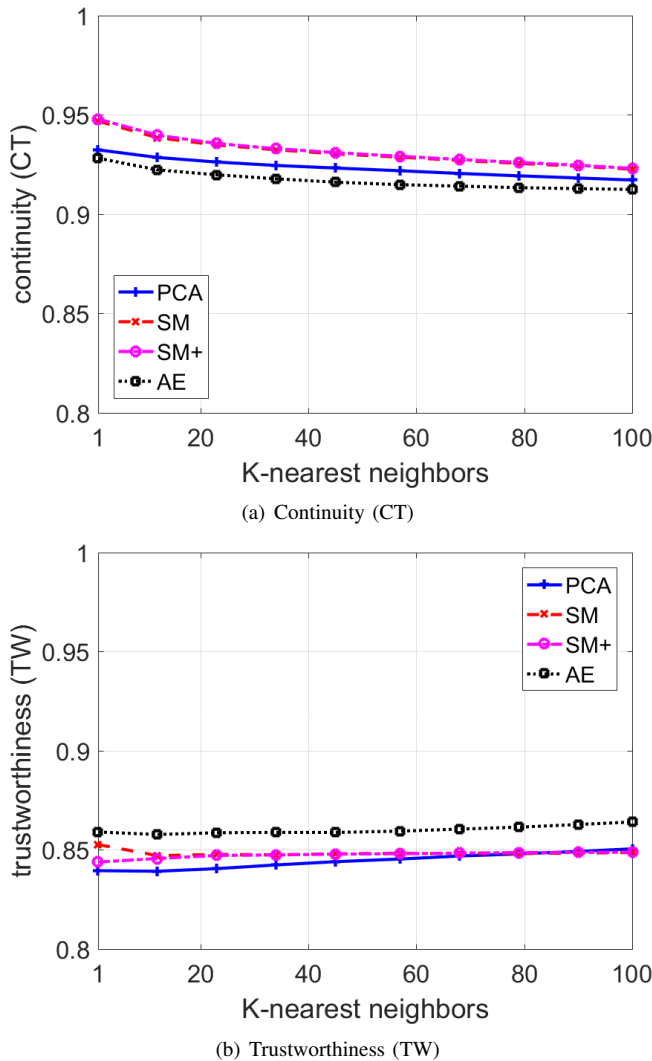 1
0.95
0.9
0.85
0.8
continuity (CT)
PCA
SM
SM+
AE
1 20 40 60 80 100
K-nearest neighbors
(a) Continuity (CT)
1
0.95
0.9
0.85
0.8
trustworthiness (TW)
PCA
SM
SM+
AE
1 20 40 60 80 100
K-nearest neighbors
(b) Trustworthiness (TW)